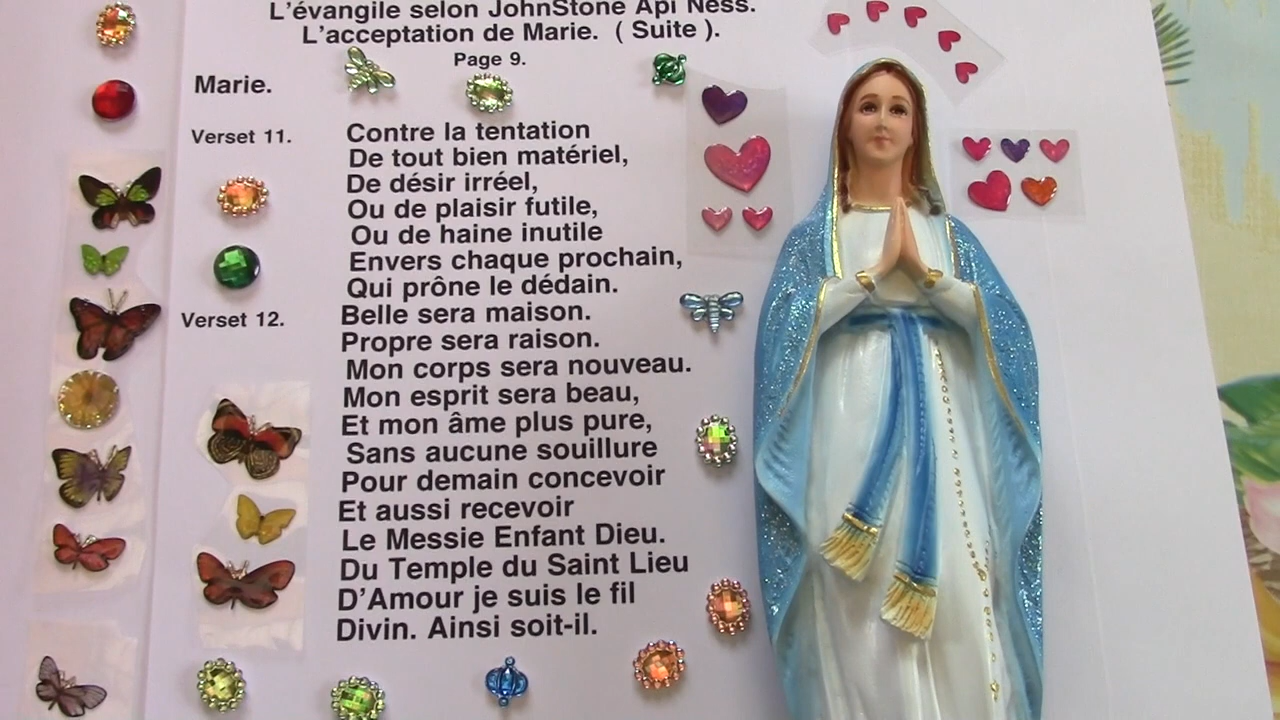 L'évangile selon JohnStone Api Ness.
L'acceptation de Marie. ( Suite ).
Page 9.
Marie.
Verset 11. Contre la tentation
De tout bien matériel,
De désir irréel,
Ou de plaisir futile,
Ou de haine inutile
Envers chaque prochain,
Qui prône le dédain.
Verset 12. Belle sera maison.
Propre sera raison.
Mon corps sera nouveau.
Mon esprit sera beau,
Et mon âme plus pure,
Sans aucune souillure
Pour demain concevoir
Et aussi recevoir
Le Messie Enfant Dieu.
Du Temple du Saint Lieu
D'Amour je suis le fil
Divin. Ainsi soit-il.